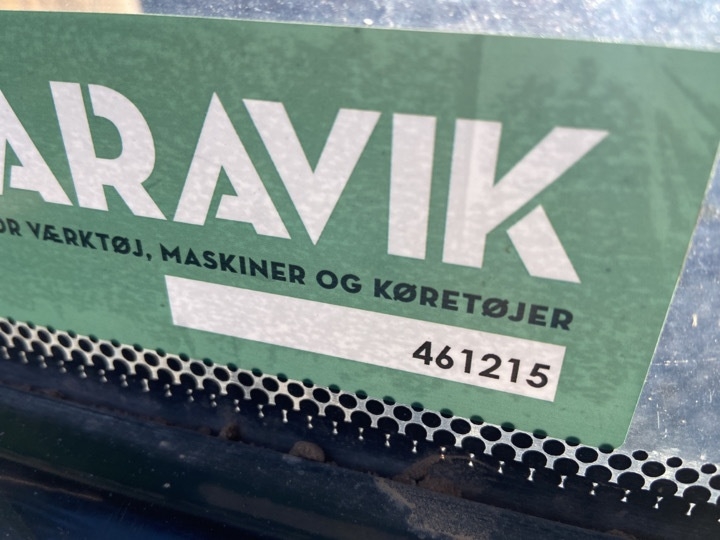 ARAVIK
OR VÆRKTØJ, MASKINER OG KØRETØJER
461215